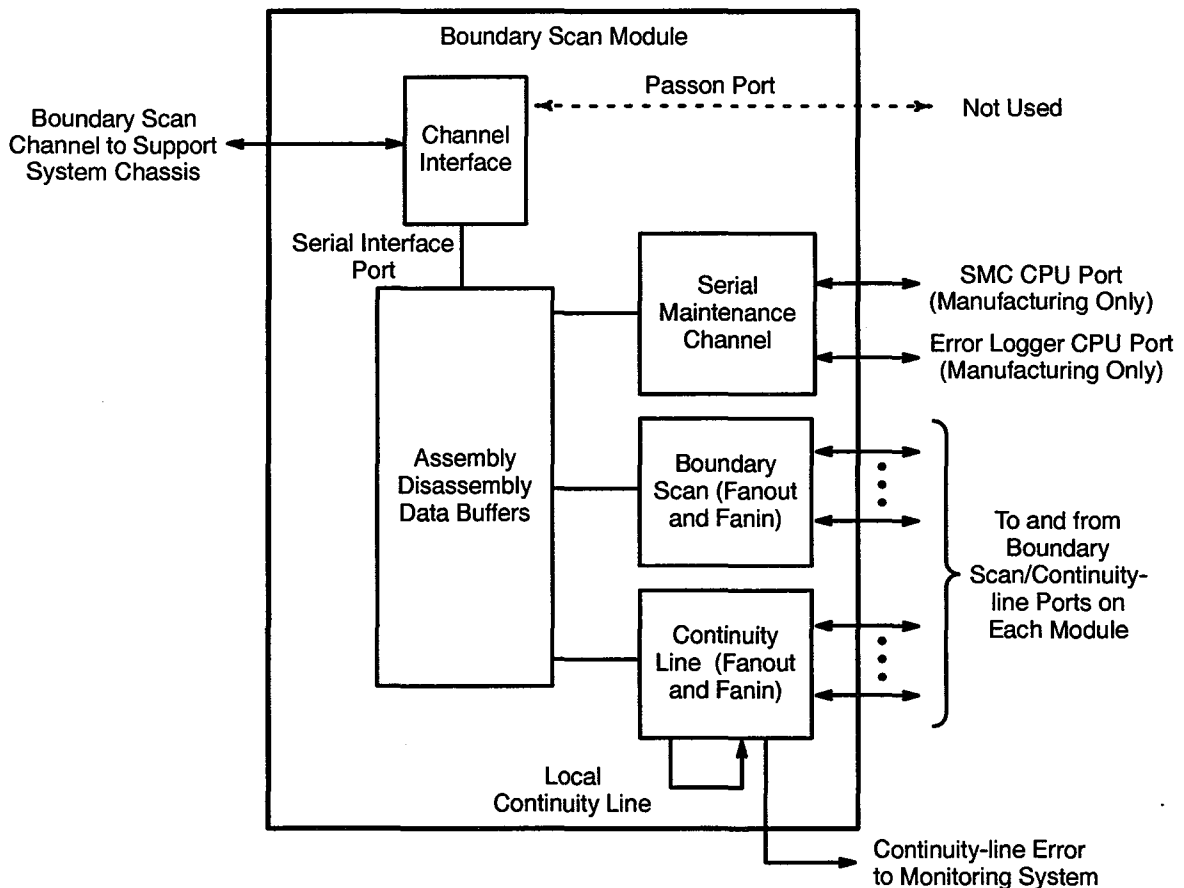 Boundary Scan Module
Passon Port
Not Used
Boundary Scan
Channel to Support
System Chassis
Channel
Interface
Serial Interface
Port
Serial
Maintenance
Channel
SMC CPU Port
(Manufacturing Only)
Error Logger CPU Port
(Manufacturing Only)
Assembly
Disassembly
Data Buffers
Boundary
Scan (Fanout
and Fanin)
To and from
Boundary
Scan/Continuity-
line Ports on
Each Module
Continuity
Line (Fanout
and Fanin)
Local
Continuity Line
Continuity-line Error
to Monitoring System